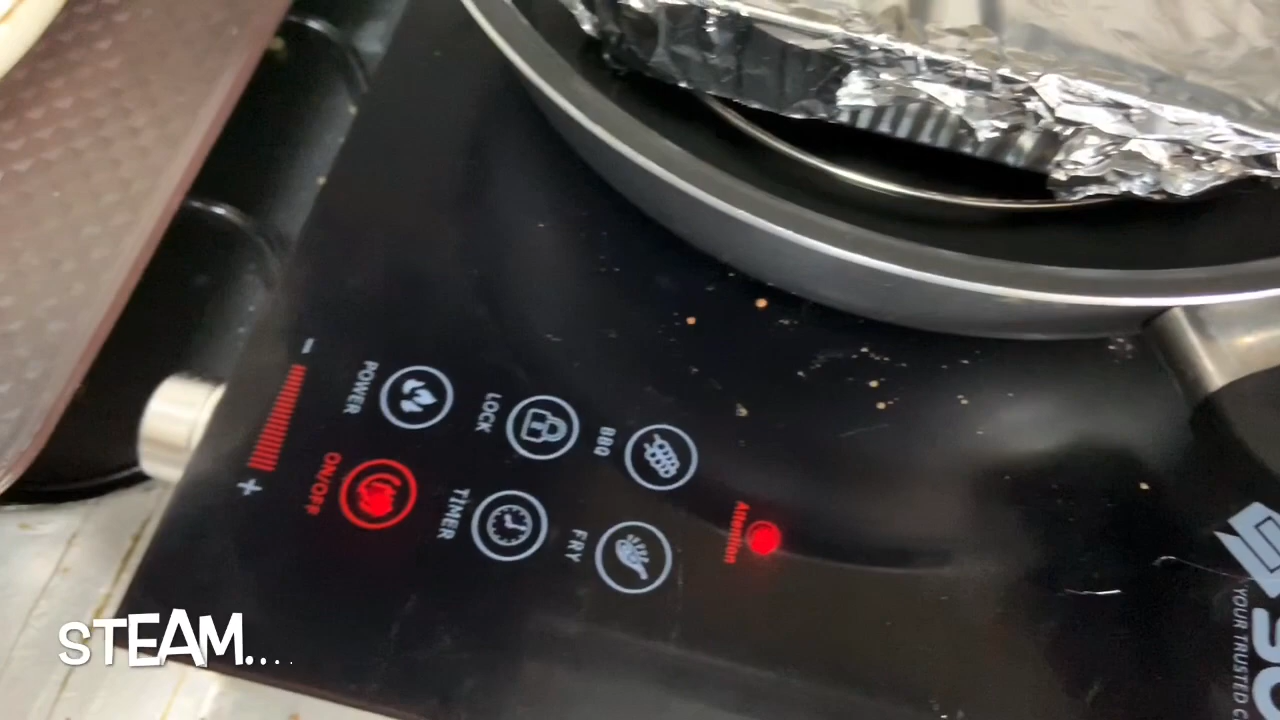 POWER
LOCK
BBQ
ON/OFF
TIMER
FRY
Attention
- +
YOUR TRUSTED
STEAM....